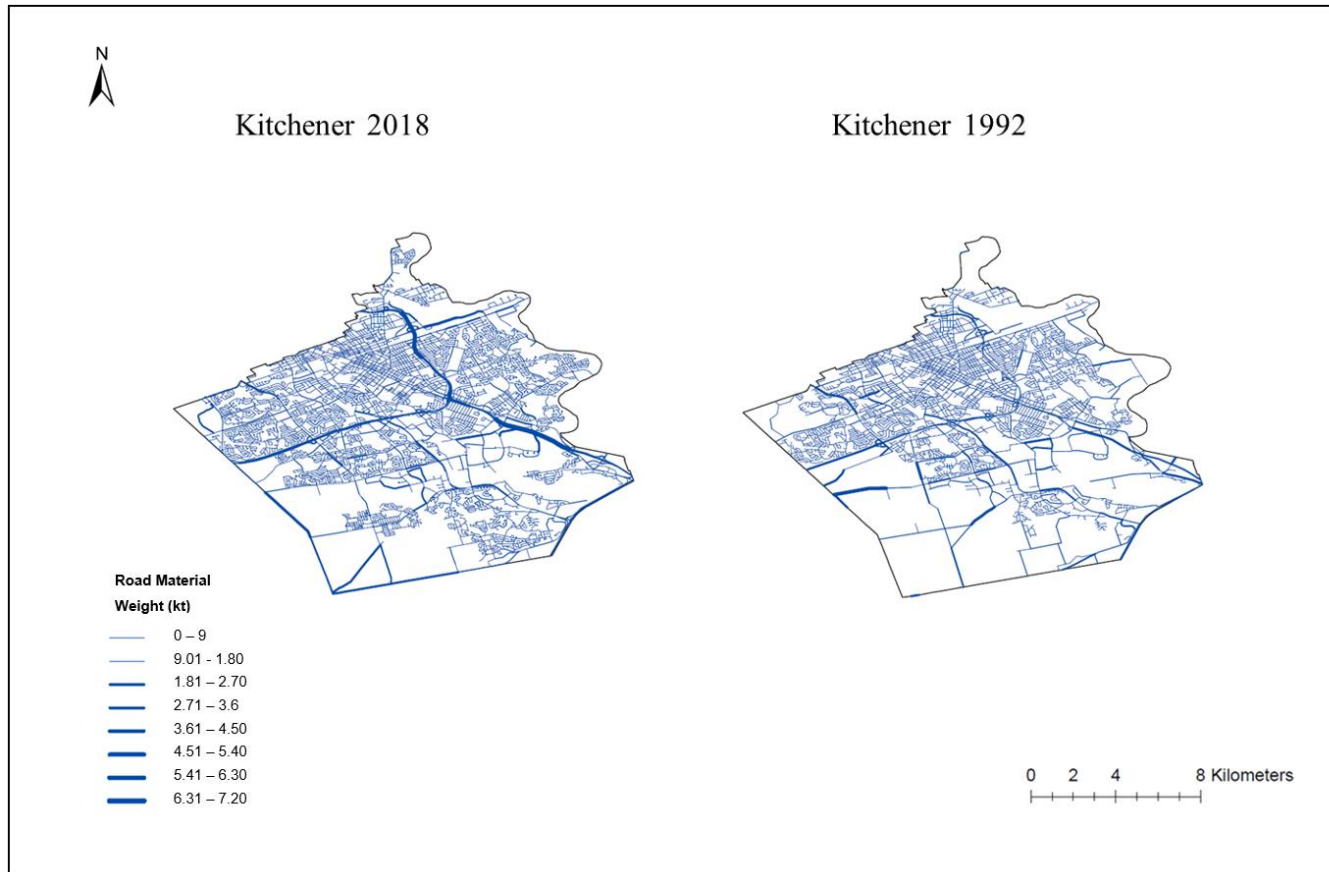 N
Kitchener 2018
Kitchener 1992
Road Material
Weight (kt)
0 – 9
9.01 - 1.80
1.81 – 2.70
2.71 – 3.6
3.61 – 4.50
4.51 – 5.40
5.41 – 6.30
6.31 – 7.20
0 2 4 8 Kilometers